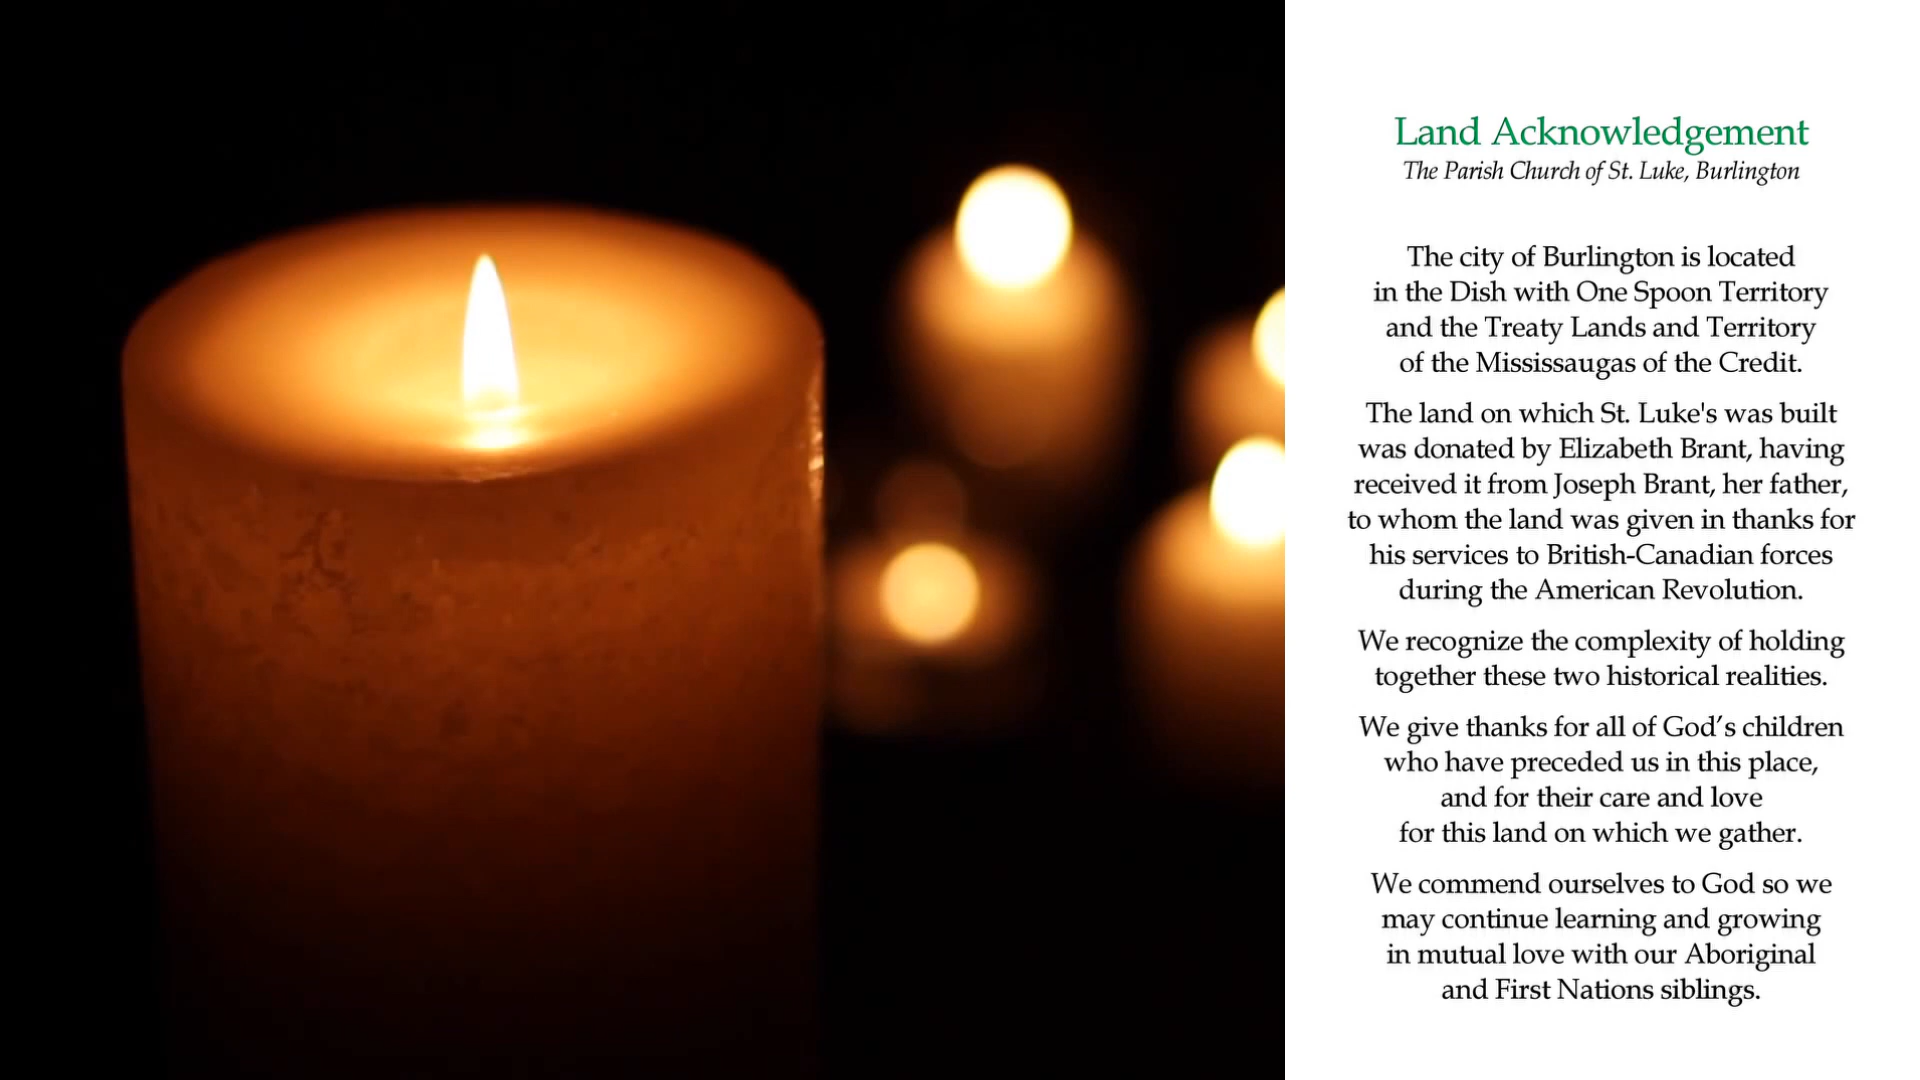 Land Acknowledgement
The Parish Church of St. Luke, Burlington
The city of Burlington is located
in the Dish with One Spoon Territory
and the Treaty Lands and Territory
of the Mississaugas of the Credit.
The land on which St. Luke's was built
was donated by Elizabeth Brant, having
received it from Joseph Brant, her father,
to whom the land was given in thanks for
his services to British-Canadian forces
during the American Revolution.
We recognize the complexity of holding
together these two historical realities.
We give thanks for all of God’s children
who have preceded us in this place,
and for their care and love
for this land on which we gather.
We commend ourselves to God so we
may continue learning and growing
in mutual love with our Aboriginal
and First Nations siblings.